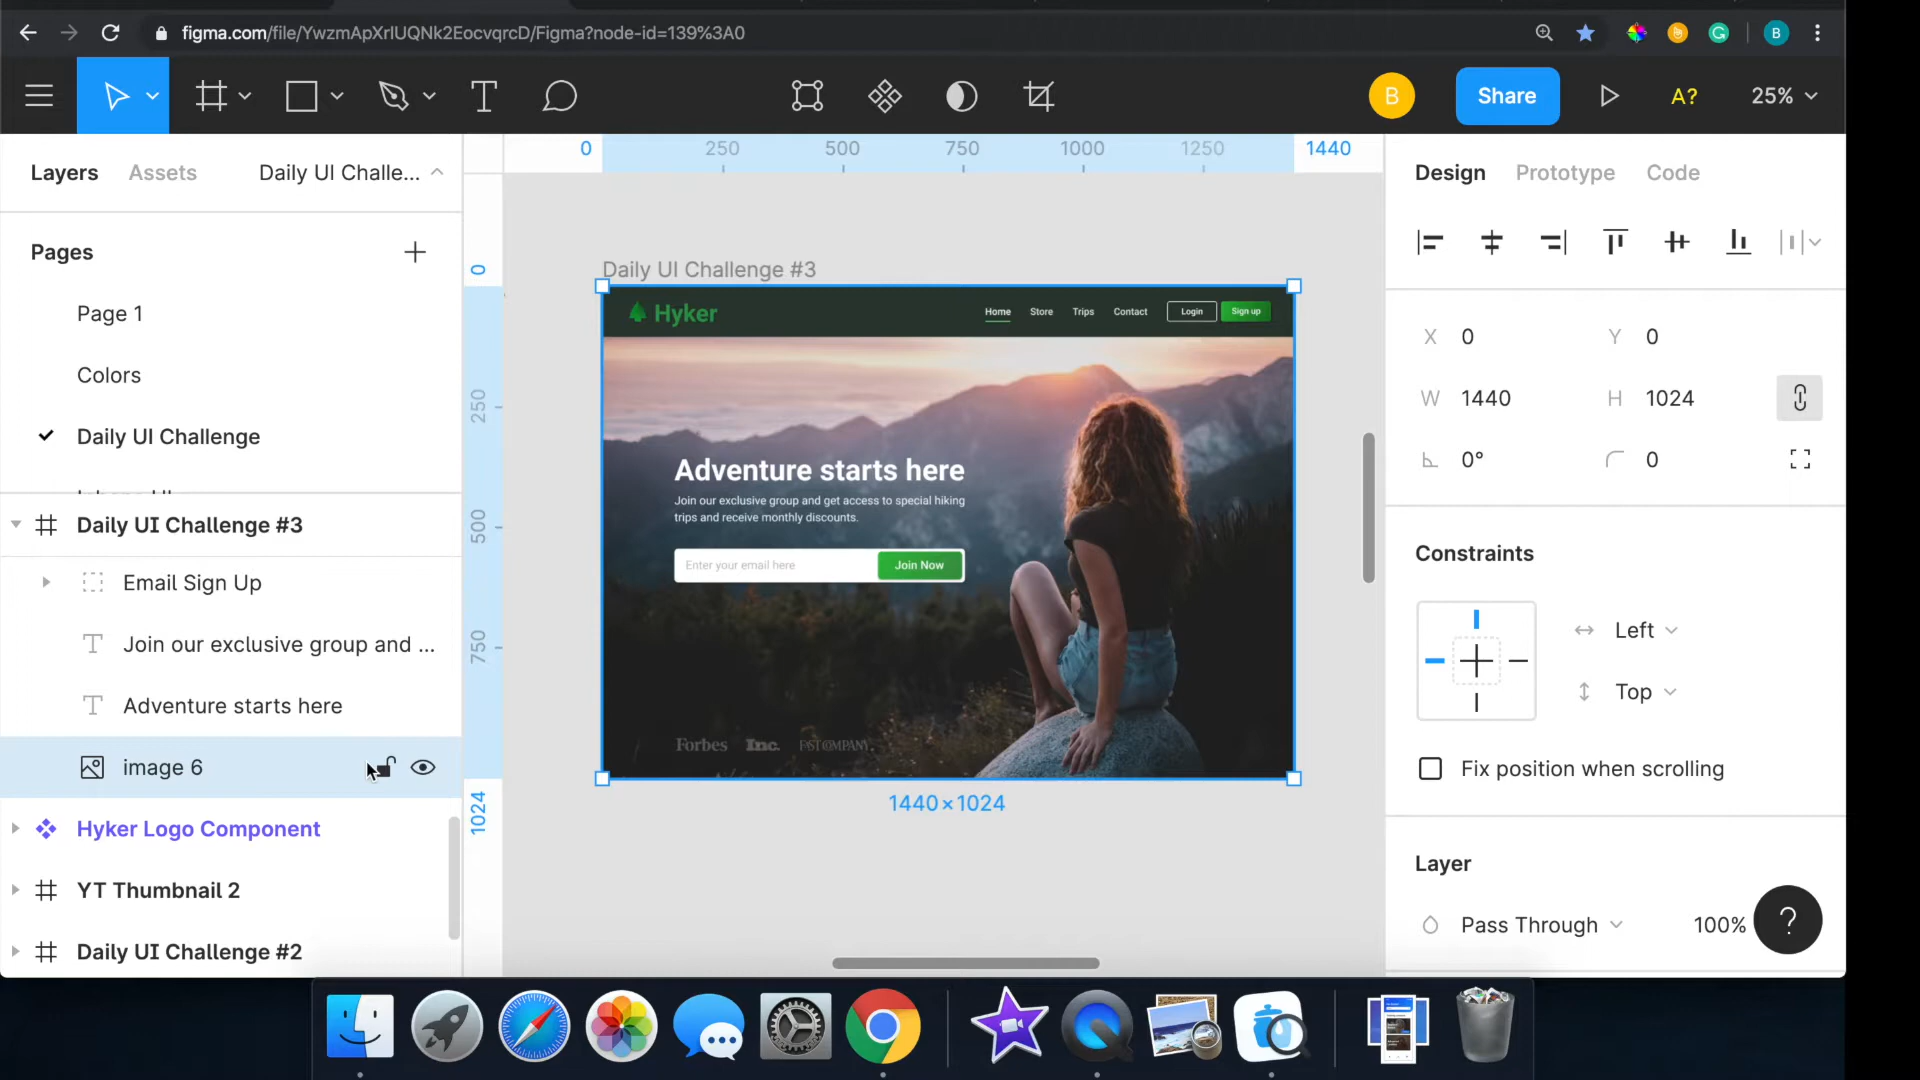 figma.com/file/YwzmApXrlUQNk2EocvqrcD/Figma?node-id=139%3A0
B
B
Share
A?
25%
Layers
Assets
Daily UI Challe...
0
250
500
750
1000
1250
1440
Design
Prototype
Code
Pages
Page 1
Colors
Daily UI Challenge
Daily UI Challenge #3
Email Sign Up
Join our exclusive group and ...
Adventure starts here
image 6
Hyker Logo Component
YT Thumbnail 2
Daily UI Challenge #2
0
250
500
750
1024
Daily UI Challenge #3
Hyker
Home
Store
Trips
Contact
Login
Sign up
Adventure starts here
Join our exclusive group and get access to special hiking
trips and receive monthly discounts.
Enter your email here
Join Now
Forbes
Inc.
FAST COMPANY
1440×1024
X 0
Y 0
W 1440
H 1024
0°
0
Constraints
Left
Top
Fix position when scrolling
Layer
Pass Through
100%
?